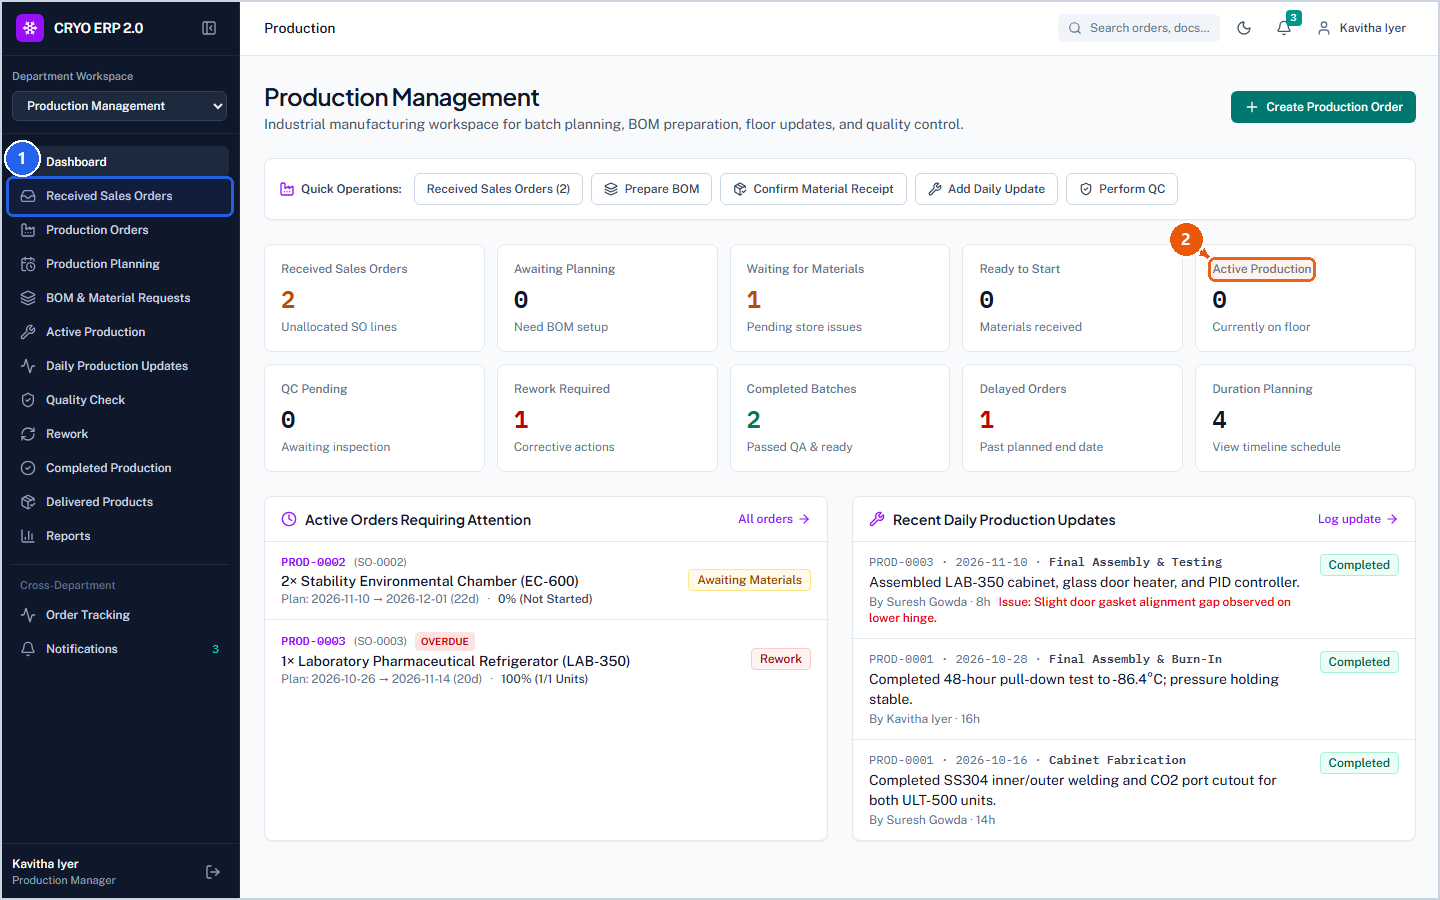 CRYO ERP 2.0
Production
Search orders, docs...
3
Kavitha Iyer
Department Workspace
Production Management
1
Dashboard
Received Sales Orders
Production Orders
Production Planning
BOM & Material Requests
Active Production
Daily Production Updates
Quality Check
Rework
Completed Production
Delivered Products
Reports
Cross-Department
Order Tracking
Notifications 3
Kavitha Iyer
Production Manager
Production Management
Industrial manufacturing workspace for batch planning, BOM preparation, floor updates, and quality control.
Create Production Order
Quick Operations:
Received Sales Orders (2)
Prepare BOM
Confirm Material Receipt
Add Daily Update
Perform QC
2
Received Sales Orders
2
Unallocated SO lines
Awaiting Planning
0
Need BOM setup
Waiting for Materials
1
Pending store issues
Ready to Start
0
Materials received
Active Production
0
Currently on floor
QC Pending
0
Awaiting inspection
Rework Required
1
Corrective actions
Completed Batches
2
Passed QA & ready
Delayed Orders
1
Past planned end date
Duration Planning
4
View timeline schedule
Active Orders Requiring Attention
All orders →
PROD-0002 (SO-0002)
2× Stability Environmental Chamber (EC-600)
Plan: 2026-11-10 → 2026-12-01 (22d) · 0% (Not Started)
Awaiting Materials
PROD-0003 (SO-0003) OVERDUE
1× Laboratory Pharmaceutical Refrigerator (LAB-350)
Plan: 2026-10-26 → 2026-11-14 (20d) · 100% (1/1 Units)
Rework
Recent Daily Production Updates
Log update →
PROD-0003 · 2026-11-10 · Final Assembly & Testing
Assembled LAB-350 cabinet, glass door heater, and PID controller.
By Suresh Gowda · 8h Issue: Slight door gasket alignment gap observed on
lower hinge.
Completed
PROD-0001 · 2026-10-28 · Final Assembly & Burn-In
Completed 48-hour pull-down test to -86.4°C; pressure holding
stable.
By Kavitha Iyer · 16h
Completed
PROD-0001 · 2026-10-16 · Cabinet Fabrication
Completed SS304 inner/outer welding and CO2 port cutout for
both ULT-500 units.
By Suresh Gowda · 14h
Completed